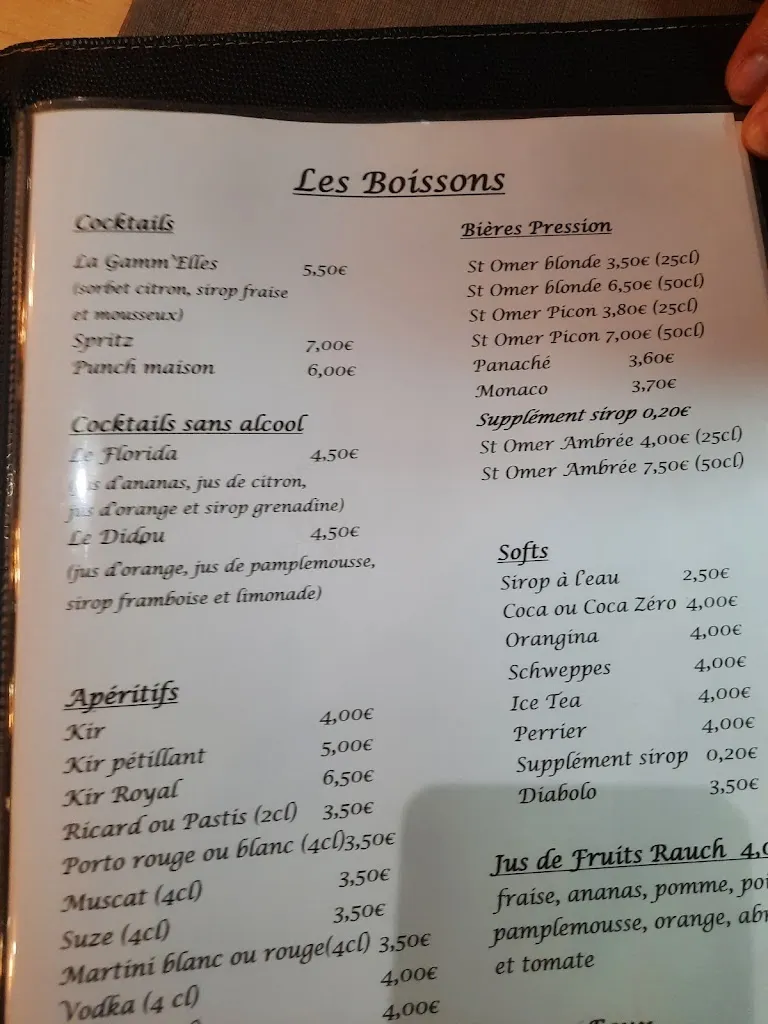 Les Boissons
Cocktails
La Gamm'Elles 5,50€
(sorbet citron, sirop fraise
et mousseux)
Spritz 7,00€
Punch maison 6,00€
Cocktails sans alcool
Le Florida 4,50€
(jus d'ananas, jus de citron,
jus d'orange et sirop grenadine)
Le Didou 4,50€
(jus d'orange, jus de pamplemousse,
sirop framboise et limonade)
Apéritifs
Kir 4,00€
Kir pétillant 5,00€
Kir Royal 6,50€
Ricard ou Pastis (2cl) 3,50€
Porto rouge ou blanc (4cl)3,50€
Muscat (4cl) 3,50€
Suze (4cl) 3,50€
Martini blanc ou rouge(4cl) 3,50€
Vodka (4 cl) 4,00€
4,00€
Bières Pression
St Omer blonde 3,50€ (25cl)
St Omer blonde 6,50€ (50cl)
St Omer Picon 3,80€ (25cl)
St Omer Picon 7,00€ (50cl)
Panaché 3,60€
Monaco 3,70€
Supplément sirop 0,20€
St Omer Ambrée 4,00€ (25cl)
St Omer Ambrée 7,50€ (50cl)
Softs
Sirop à l'eau 2,50€
Coca ou Coca Zéro 4,00€
Orangina 4,00€
Schweppes 4,00€
Ice Tea 4,00€
Perrier 4,00€
Supplément sirop 0,20€
Diabolo 3,50€
Jus de Fruits Rauch 4,0
fraise, ananas, pomme, poi
pamplemousse, orange, abr
et tomate